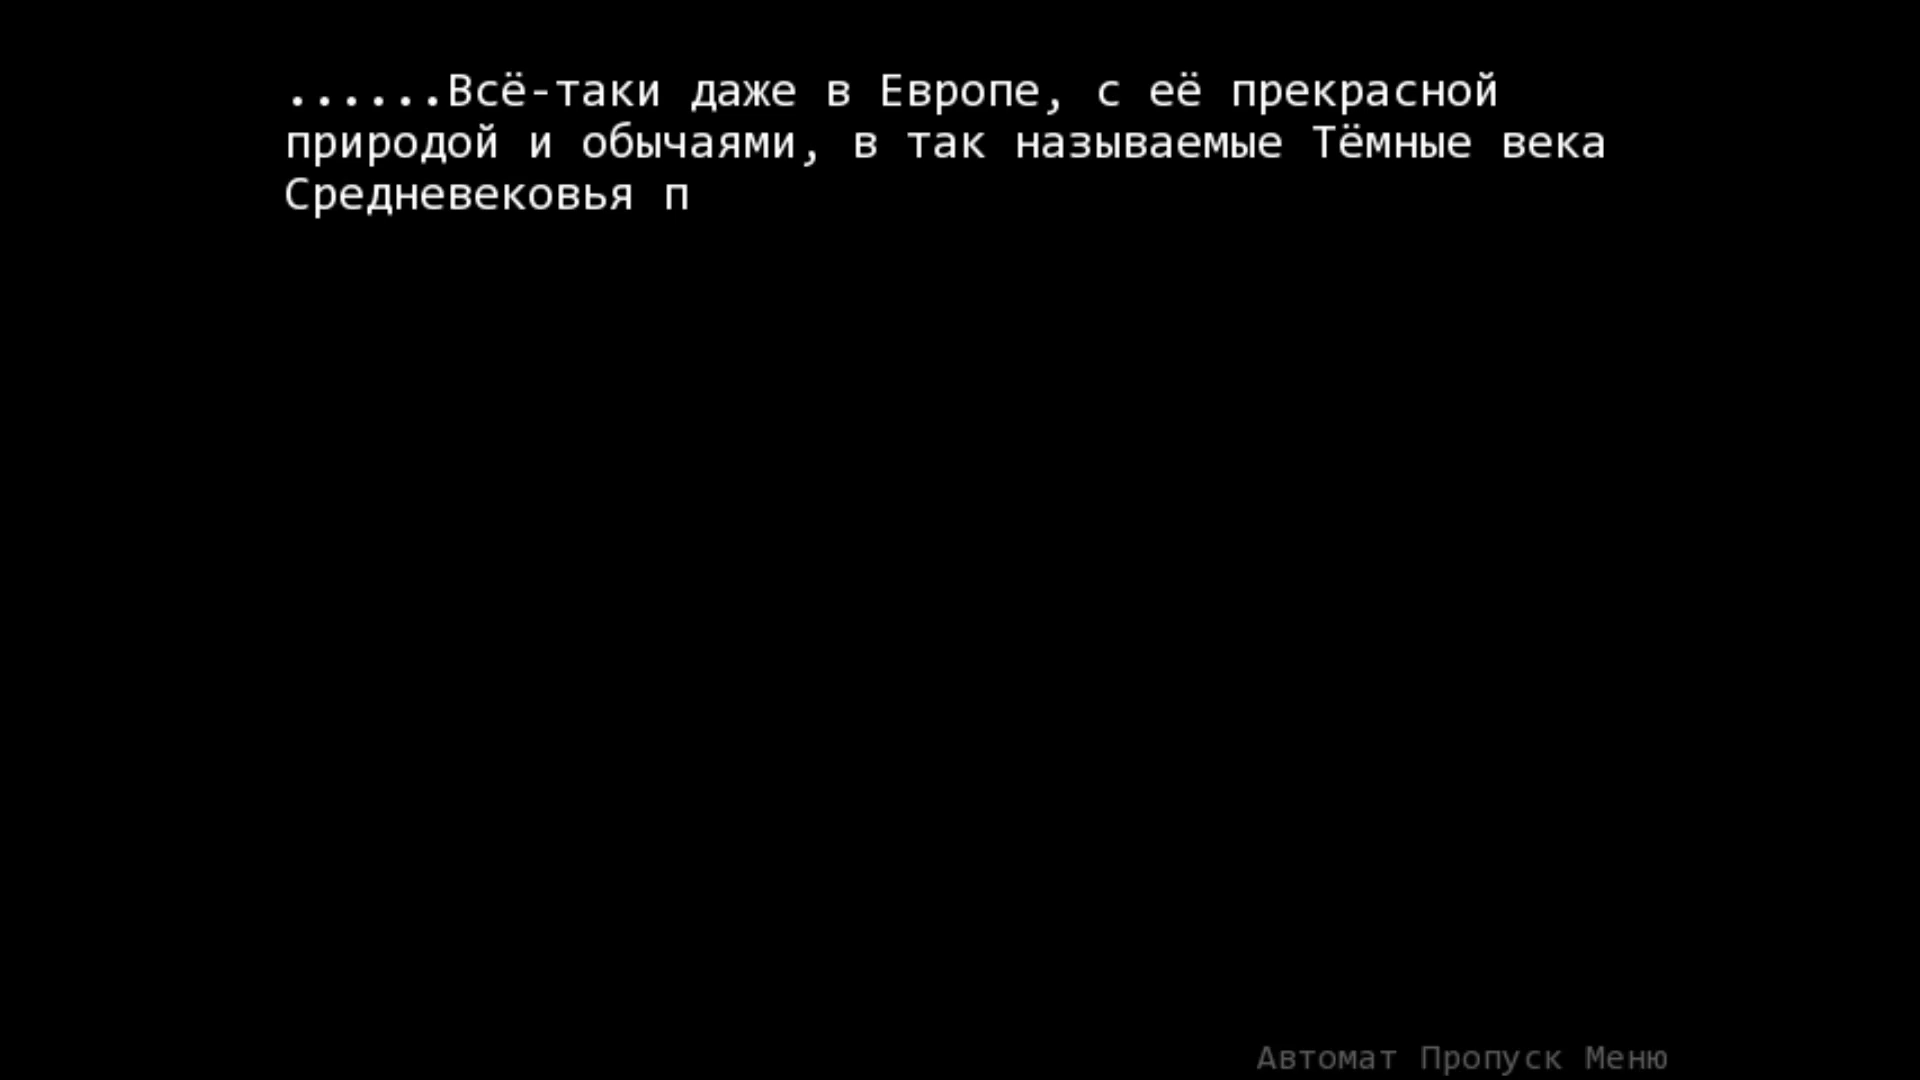 ......Всё-таки даже в Европе, с её прекрасной
природой и обычаями, в так называемые Тёмные века
Средневековья п
Автомат Пропуск Меню